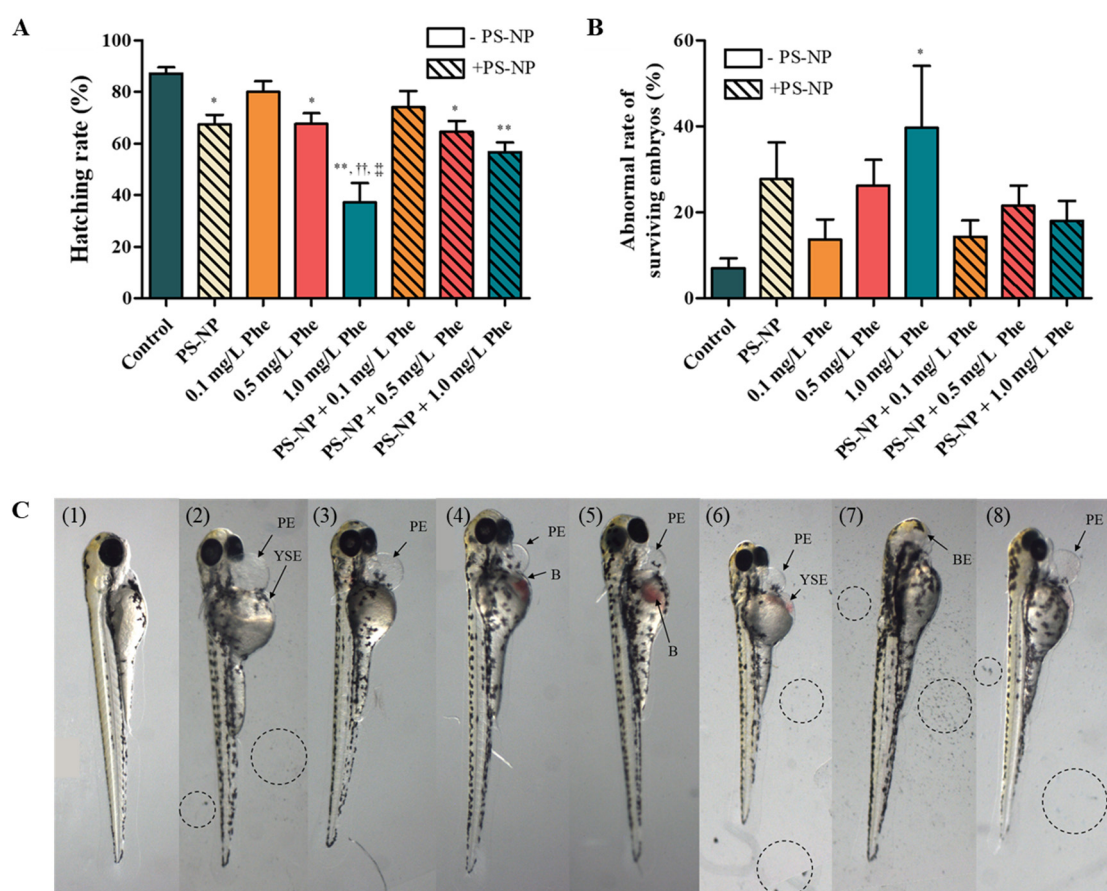 A
Hatching rate (%)
100
80
60
40
20
0
- PS-NP
+PS-NP
*
*
**, ††, ‡‡
*
**
Control
PS-NP
0.1 mg/L Phe
0.5 mg/L Phe
1.0 mg/L Phe
PS-NP + 0.1 mg/ L Phe
PS-NP + 0.5 mg/L Phe
PS-NP + 1.0 mg/L Phe
B
Abnormal rate of
surviving embryos (%)
60
40
20
0
- PS-NP
+PS-NP
*
Control
PS-NP
0.1 mg/L Phe
0.5 mg/L Phe
1.0 mg/L Phe
PS-NP + 0.1 mg/L Phe
PS-NP + 0.5 mg/L Phe
PS-NP + 1.0 mg/L Phe
C
(1)
(2)
PE
YSE
(3)
PE
(4)
PE
B
(5)
PE
B
(6)
PE
YSE
(7)
BE
(8)
PE